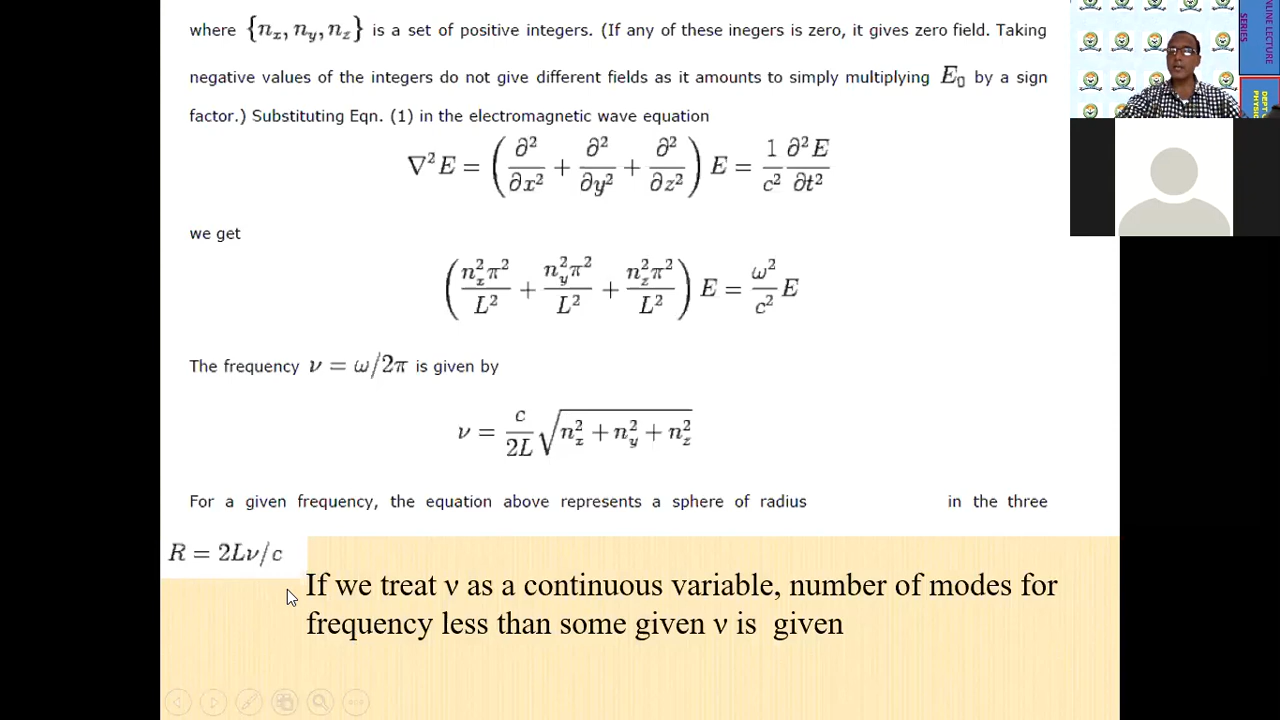 where {n_x, n_y, n_z} is a set of positive integers. (If any of these inegers is zero, it gives zero field. Taking
negative values of the integers do not give different fields as it amounts to simply multiplying E_0 by a sign
factor.) Substituting Eqn. (1) in the electromagnetic wave equation
∇²E = (∂²/∂x² + ∂²/∂y² + ∂²/∂z²) E = 1/c² ∂²E/∂t²
we get
(n_x²π²/L² + n_y²π²/L² + n_z²π²/L²) E = ω²/c² E
The frequency ν = ω/2π is given by
ν = c/2L √(n_x² + n_y² + n_z²)
For a given frequency, the equation above represents a sphere of radius in the three
R = 2Lν/c
If we treat ν as a continuous variable, number of modes for
frequency less than some given ν is given
NLINE LECTURE
SERIES
DEPT
PHYSI